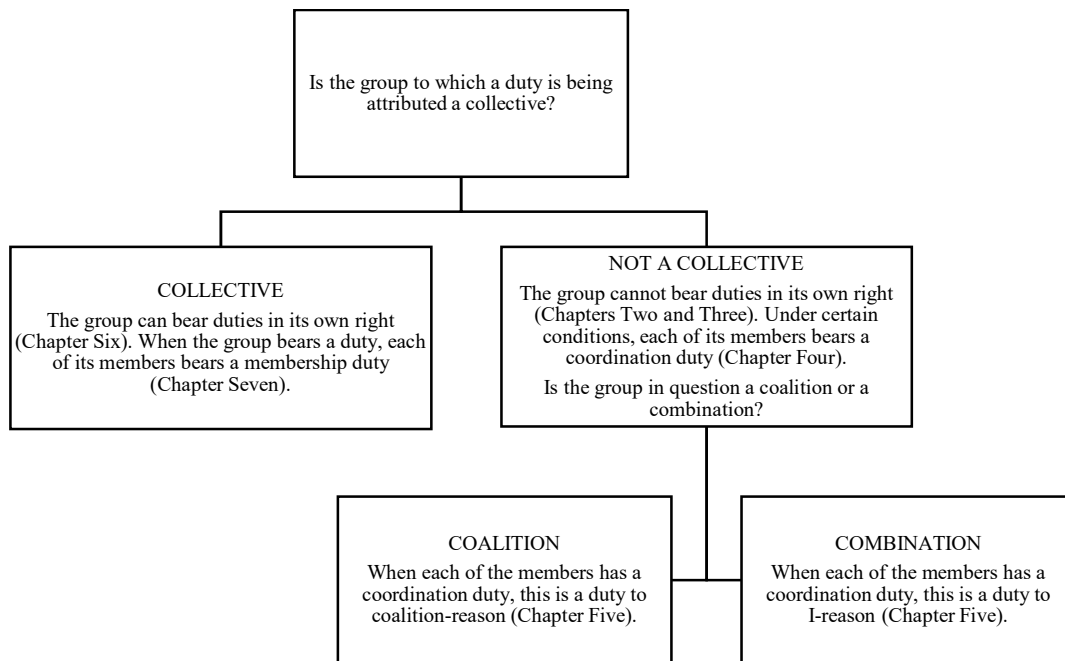 Is the group to which a duty is being
attributed a collective?
COLLECTIVE
The group can bear duties in its own right
(Chapter Six). When the group bears a duty, each
of its members bears a membership duty
(Chapter Seven).
NOT A COLLECTIVE
The group cannot bear duties in its own right
(Chapters Two and Three). Under certain
conditions, each of its members bears a
coordination duty (Chapter Four).
Is the group in question a coalition or a
combination?
COALITION
When each of the members has a
coordination duty, this is a duty to
coalition-reason (Chapter Five).
COMBINATION
When each of the members has a
coordination duty, this is a duty to
I-reason (Chapter Five).